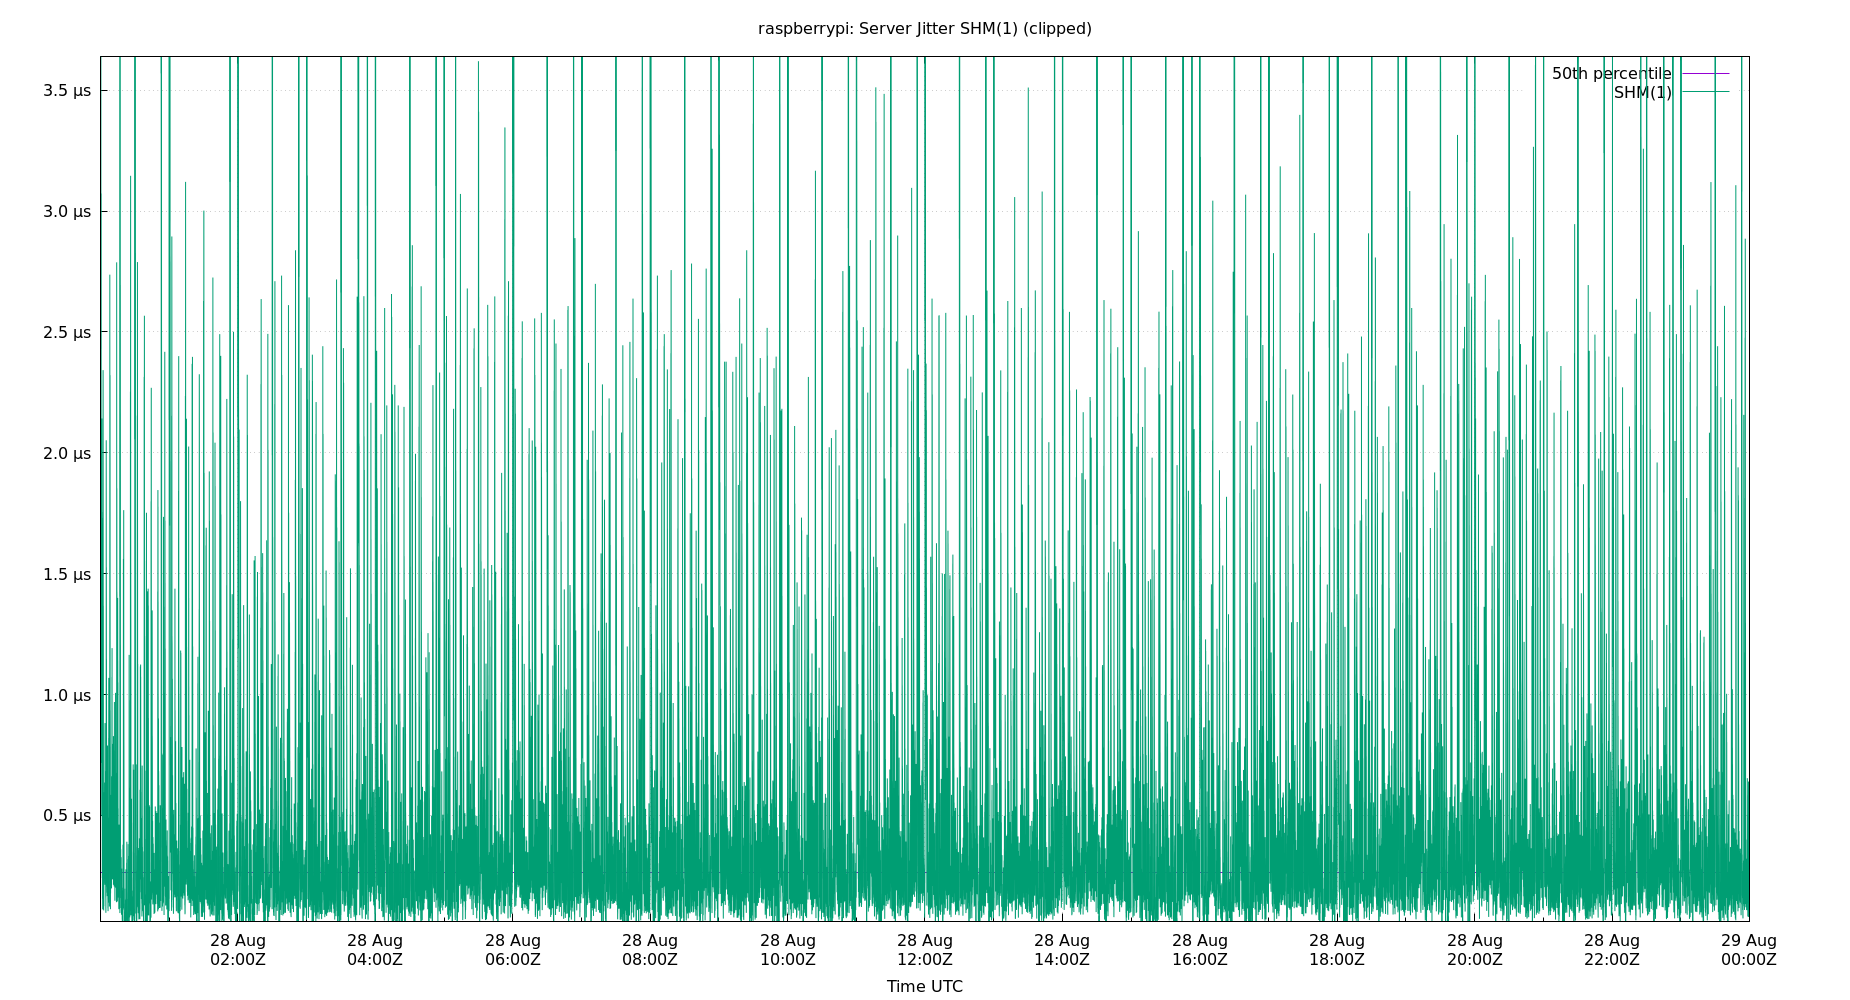 raspberrypi: Server Jitter SHM(1) (clipped)
50th percentile
SHM(1)
3.5 μs
3.0 μs
2.5 μs
2.0 μs
1.5 μs
1.0 μs
0.5 μs
28 Aug 28 Aug 28 Aug 28 Aug 28 Aug 28 Aug 28 Aug 28 Aug 28 Aug 28 Aug 28 Aug 29 Aug
02:00Z 04:00Z 06:00Z 08:00Z 10:00Z 12:00Z 14:00Z 16:00Z 18:00Z 20:00Z 22:00Z 00:00Z
Time UTC